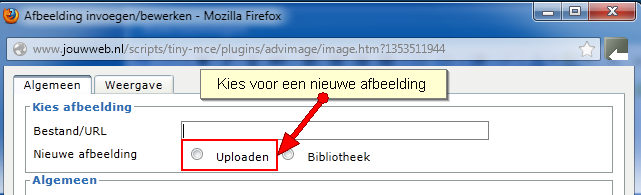 Afbeelding invoegen/bewerken - Mozilla Firefox
www.jouwweb.nl/scripts/tiny-mce/plugins/advimage/image.htm?1353511944
Algemeen Weergave
Kies voor een nieuwe afbeelding
Kies afbeelding
Bestand/URL
Nieuwe afbeelding Uploaden Bibliotheek
Algemeen